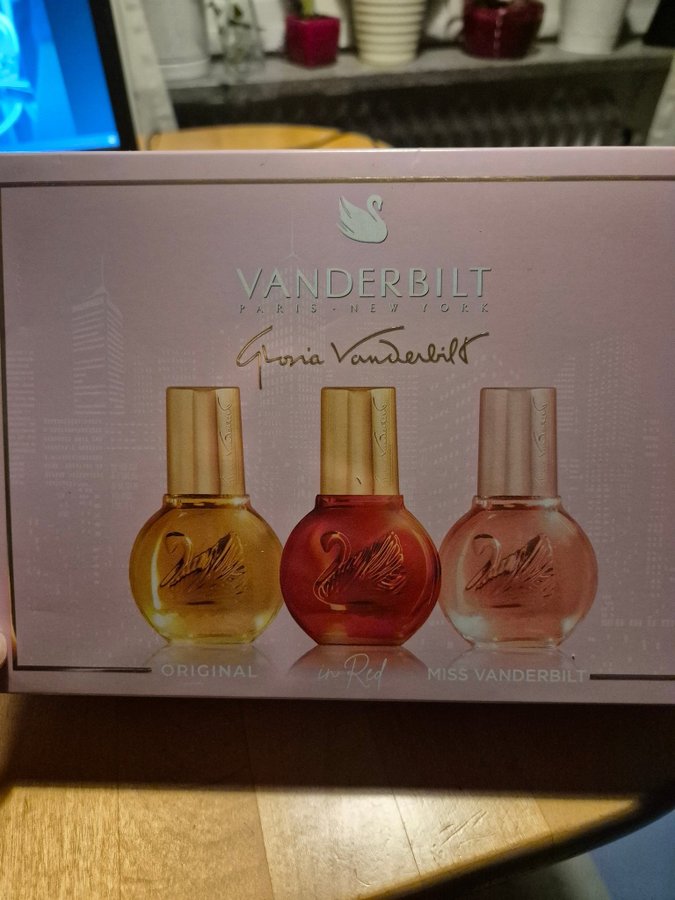 VANDERBILT
PARIS - NEW YORK
Gloria Vanderbilt
ORIGINAL
in Red
MISS VANDERBILT